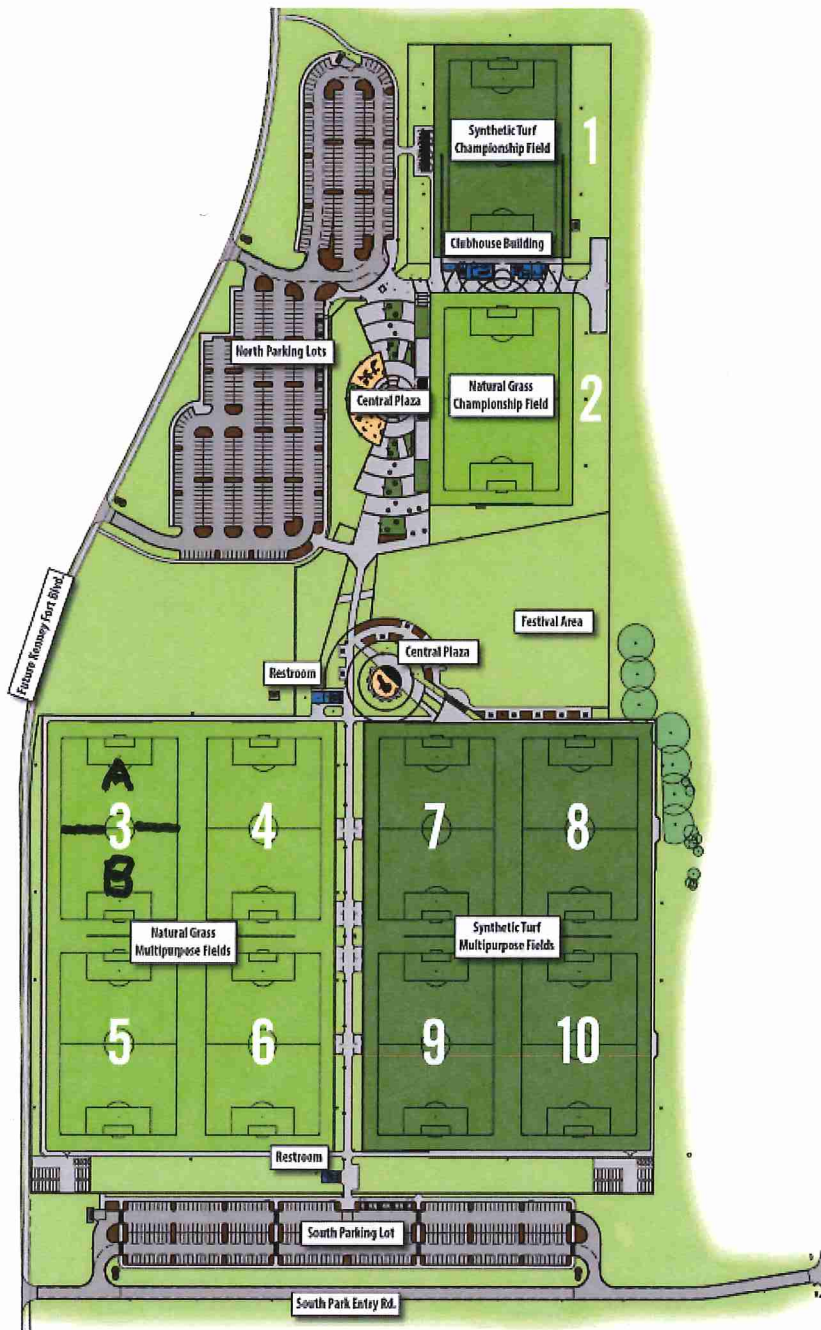 Synthetic Turf
Championship Field
1
Clubhouse Building
North Parking Lots
Central Plaza
Natural Grass
Championship Field
2
Future Kenney Fort Blvd.
Festival Area
Central Plaza
Restroom
A
3
B
4
7
8
Natural Grass
Multipurpose Fields
Synthetic Turf
Multipurpose Fields
5
6
9
10
Restroom
South Parking Lot
South Park Entry Rd.